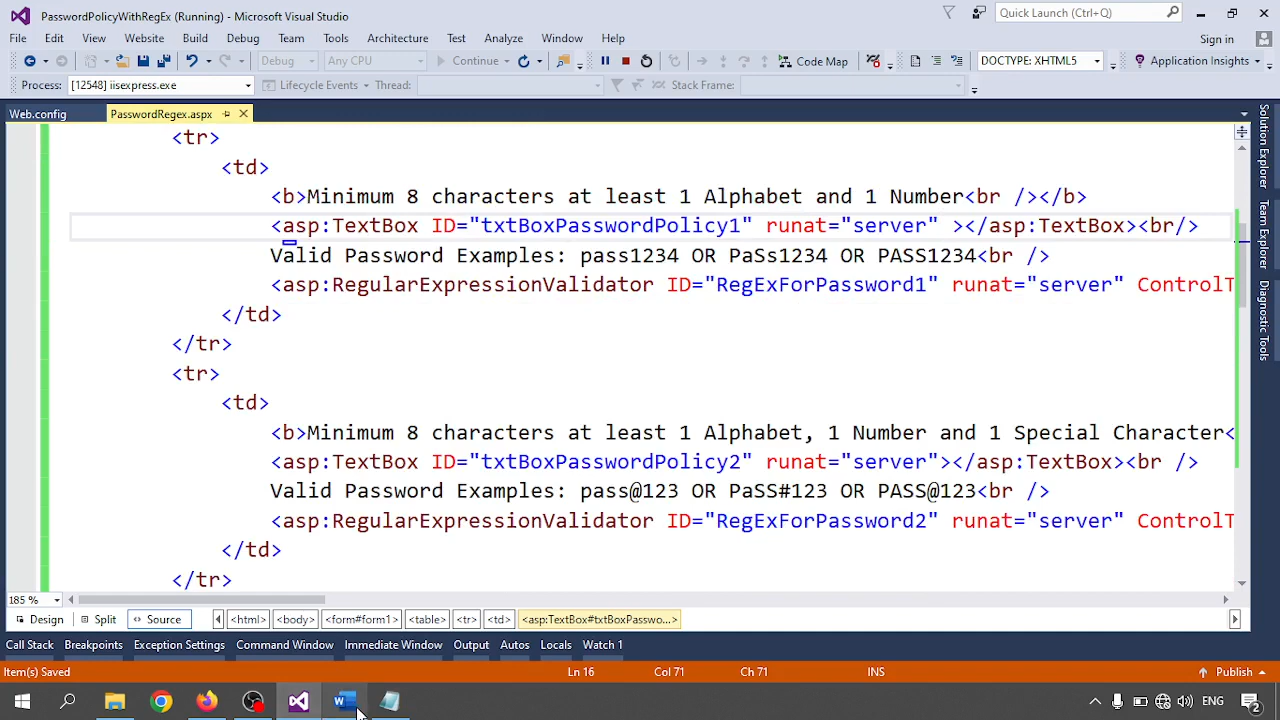 PasswordPolicyWithRegEx (Running) - Microsoft Visual Studio
Quick Launch (Ctrl+Q)
File Edit View Website Build Debug Team Tools Architecture Test Analyze Window Help
Sign in
Debug Any CPU Continue Code Map DOCTYPE: XHTML5 Application Insights
Process: [12548] iisexpress.exe Lifecycle Events Thread: Stack Frame:
Web.config PasswordRegex.aspx
<tr>
<td>
<b>Minimum 8 characters at least 1 Alphabet and 1 Number<br /></b>
<asp:TextBox ID="txtBoxPasswordPolicy1" runat="server" ></asp:TextBox><br/>
Valid Password Examples: pass1234 OR PaSs1234 OR PASS1234<br />
<asp:RegularExpressionValidator ID="RegExForPassword1" runat="server" ControlT
</td>
</tr>
<tr>
<td>
<b>Minimum 8 characters at least 1 Alphabet, 1 Number and 1 Special Character<
<asp:TextBox ID="txtBoxPasswordPolicy2" runat="server"></asp:TextBox><br />
Valid Password Examples: pass@123 OR PaSS#123 OR PASS@123<br />
<asp:RegularExpressionValidator ID="RegExForPassword2" runat="server" ControlT
</td>
</tr>
Solution Explorer
Team Explorer
Diagnostic Tools
185 %
Design Split Source <html> <body> <form#form1> <table> <tr> <td> <asp:TextBox#txtBoxPasswo...>
Call Stack Breakpoints Exception Settings Command Window Immediate Window Output Autos Locals Watch 1
Item(s) Saved Ln 16 Col 71 Ch 71 INS Publish
ENG 2